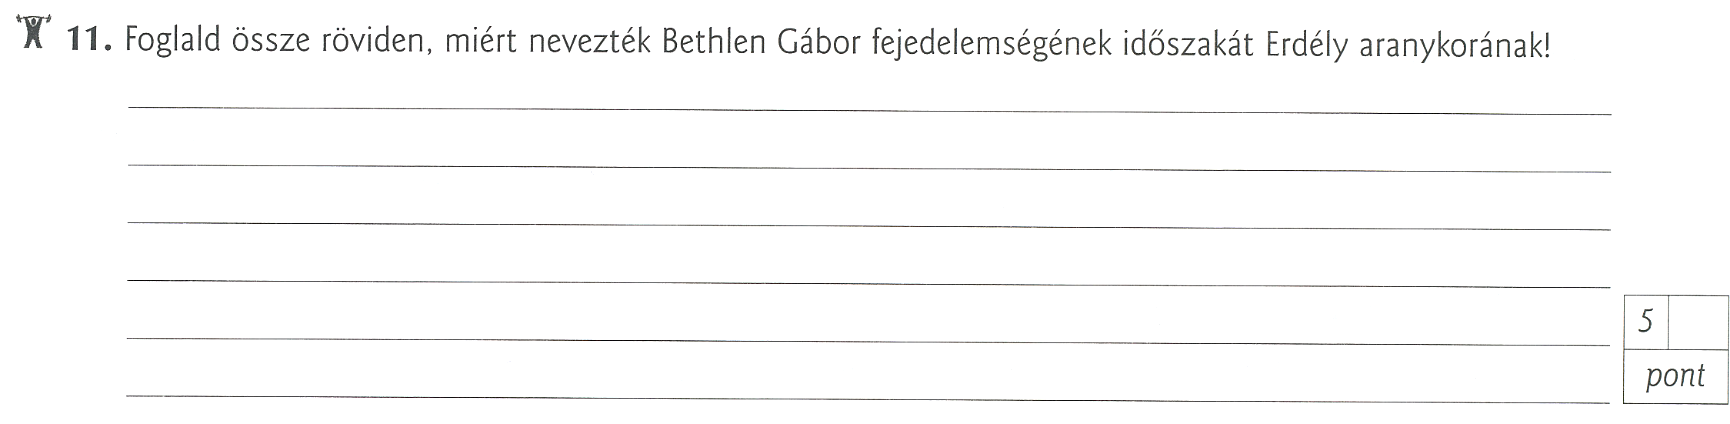 11. Foglald össze röviden, miért nevezték Bethlen Gábor fejedelemségének időszakát Erdély aranykorának!
5
pont